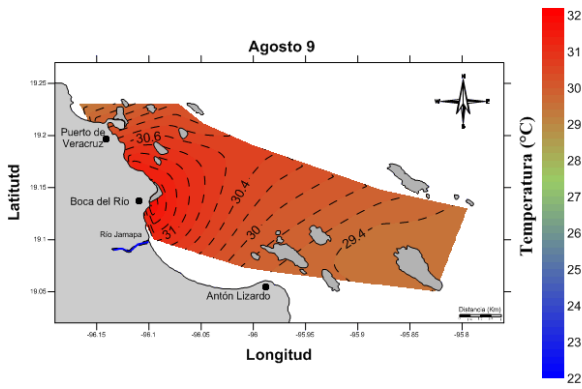 Agosto 9
32
31
30
29
28
27
26
25
24
23
22
Temperatura (°C)
19.25
19.2
19.15
19.1
19.05
Latitutd
N
Puerto de
Veracruz
30.6
Boca del Río
30.4
Río Jamapa
31
30
29.4
Antón Lizardo
Distancia (Km)
-96.15
-96.1
-96.05
-96
-95.95
-95.9
-95.85
-95.8
Longitud